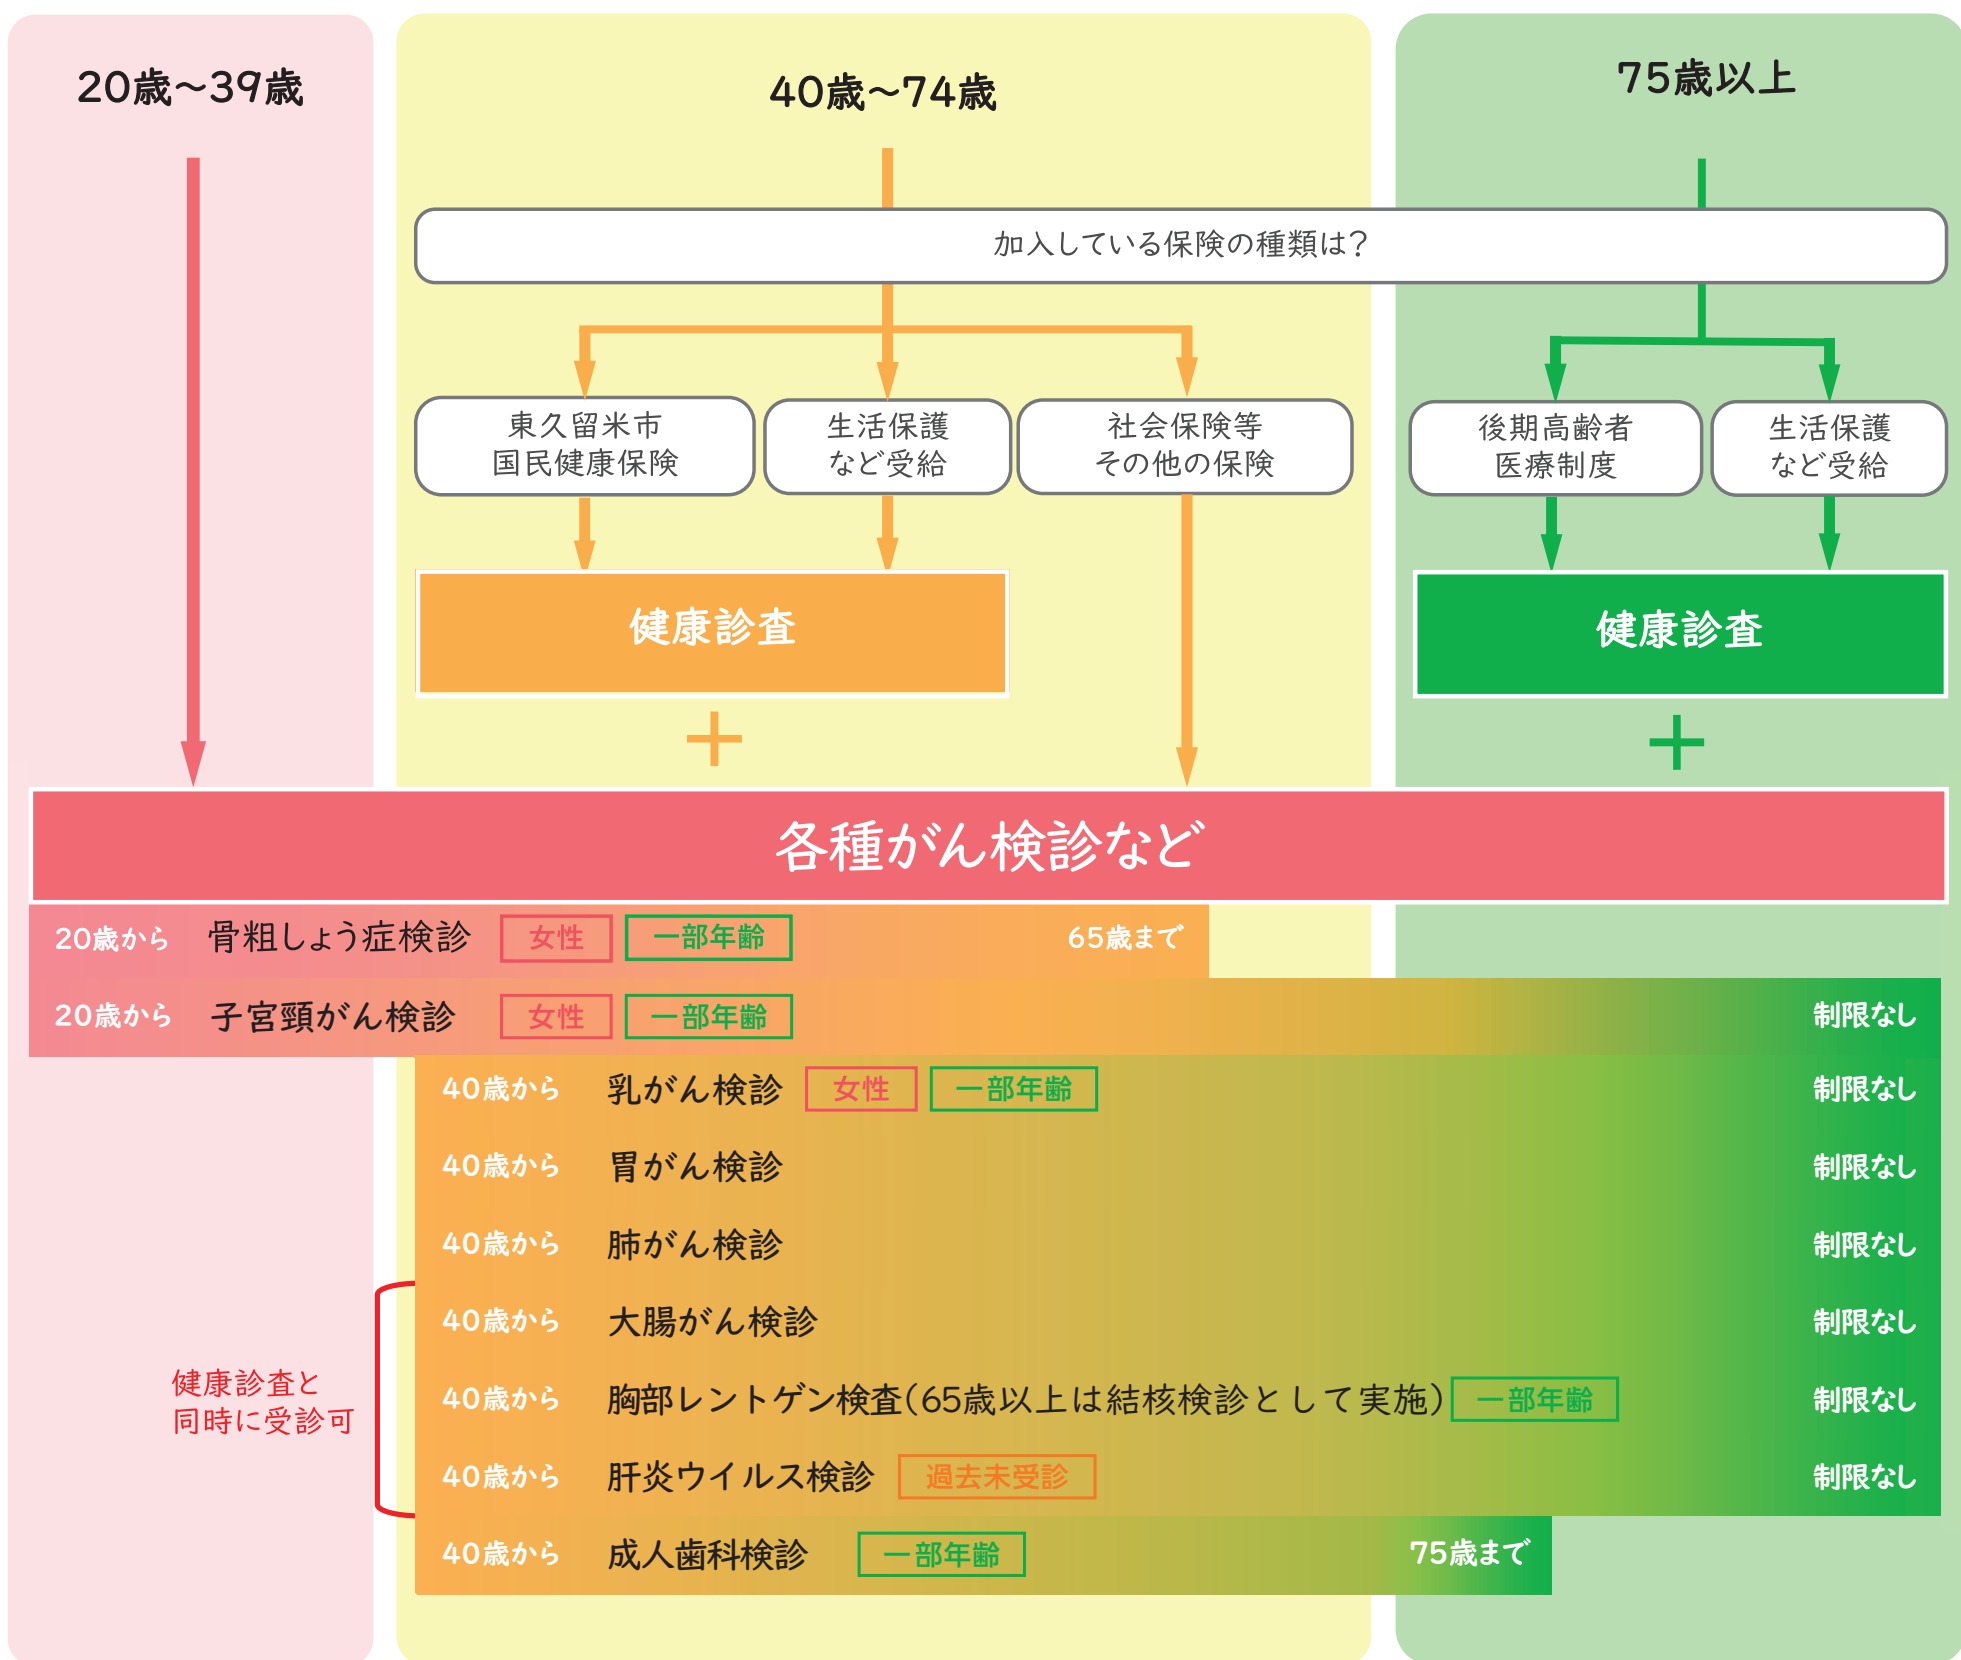 20歳～39歳
40歳～74歳
75歳以上
加入している保険の種類は？
東久留米市
国民健康保険
生活保護
など受給
社会保険等
その他の保険
後期高齢者
医療制度
生活保護
など受給
健康診査
健康診査
＋
＋
各種がん検診など
20歳から 骨粗しょう症検診 女性 一部年齢 65歳まで
20歳から 子宮頸がん検診 女性 一部年齢 制限なし
40歳から 乳がん検診 女性 一部年齢 制限なし
40歳から 胃がん検診 制限なし
40歳から 肺がん検診 制限なし
40歳から 大腸がん検診 制限なし
健康診査と
同時に受診可
40歳から 胸部レントゲン検査（65歳以上は結核検診として実施） 一部年齢 制限なし
40歳から 肝炎ウイルス検診 過去未受診 制限なし
40歳から 成人歯科検診 一部年齢 75歳まで